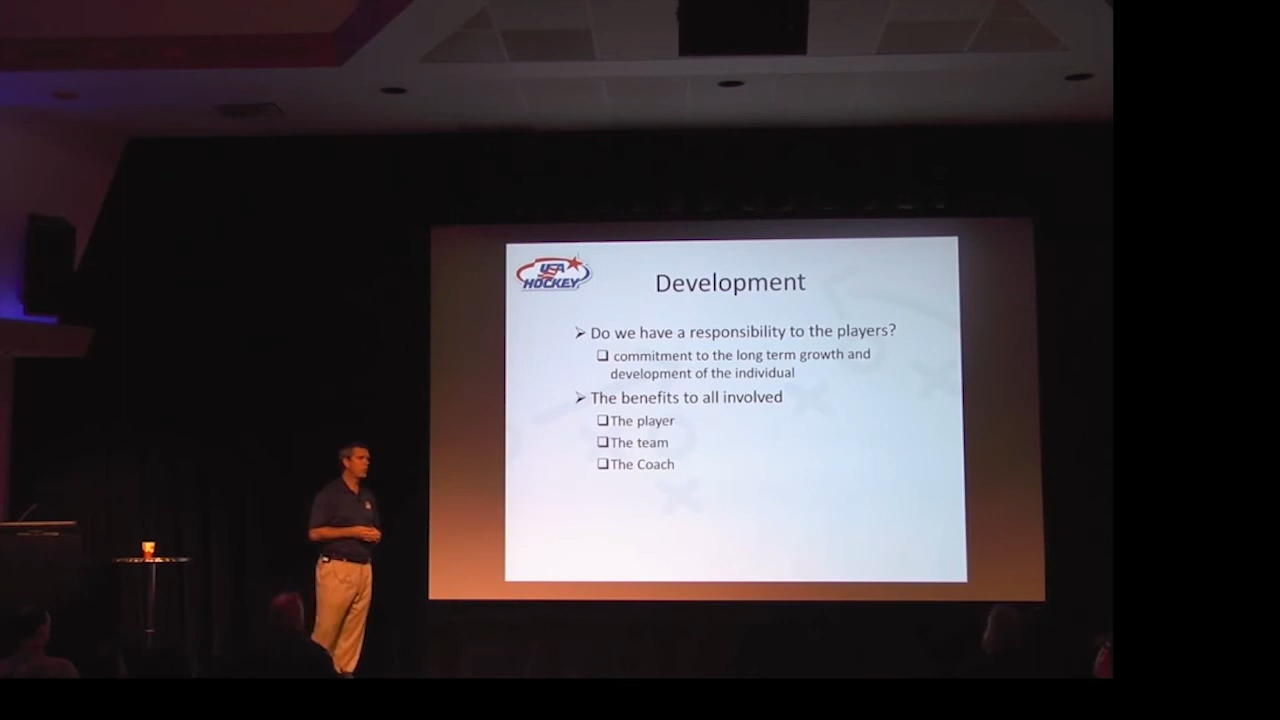 USA
HOCKEY
Development
➢ Do we have a responsibility to the players?
❑ commitment to the long term growth and
development of the individual
➢ The benefits to all involved
❑The player
❑The team
❑The Coach